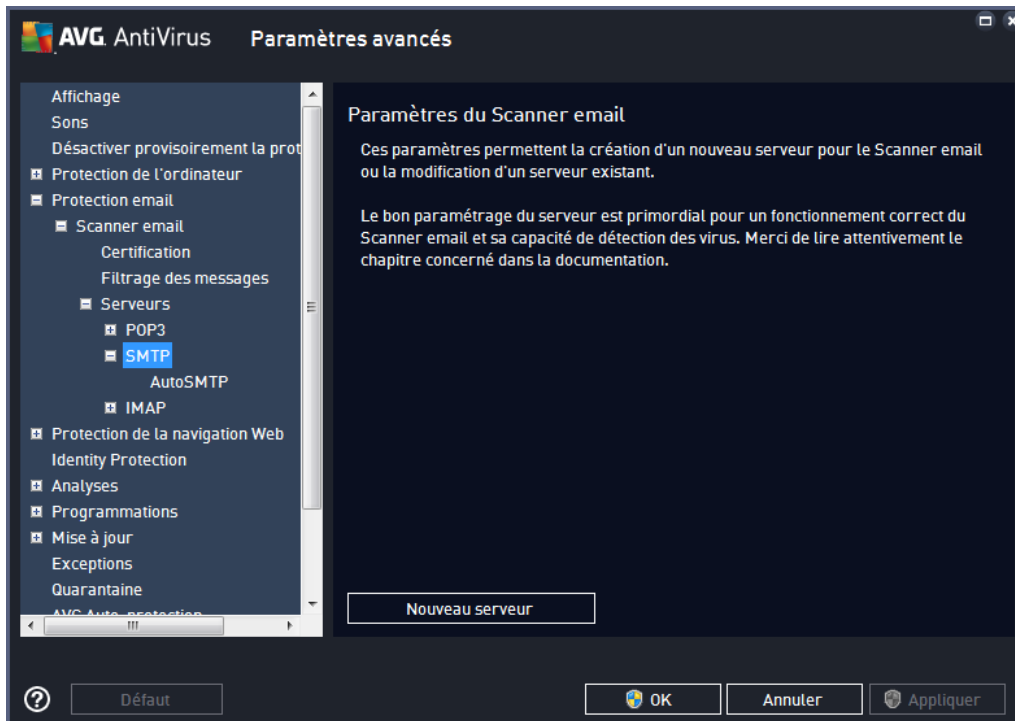 AVG. AntiVirus Paramètres avancés
Affichage
Sons
Désactiver provisoirement la prot
Protection de l'ordinateur
Protection email
Scanner email
Certification
Filtrage des messages
Serveurs
POP3
SMTP
AutoSMTP
IMAP
Protection de la navigation Web
Identity Protection
Analyses
Programmations
Mise à jour
Exceptions
Quarantaine
AVG Auto-protection
Paramètres du Scanner email
Ces paramètres permettent la création d'un nouveau serveur pour le Scanner email
ou la modification d'un serveur existant.
Le bon paramétrage du serveur est primordial pour un fonctionnement correct du
Scanner email et sa capacité de détection des virus. Merci de lire attentivement le
chapitre concerné dans la documentation.
Nouveau serveur
Défaut
OK
Annuler
Appliquer